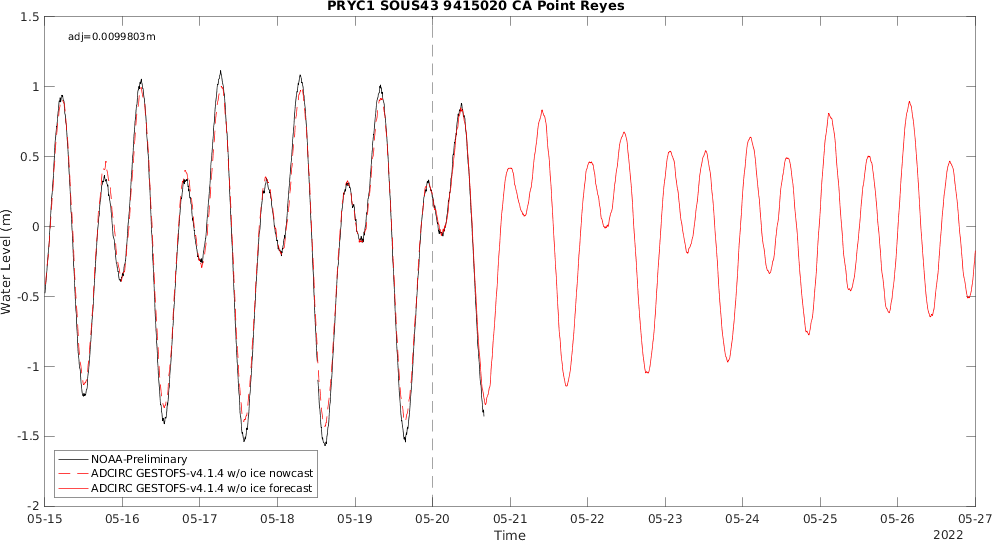 PRYC1 SOUS43 9415020 CA Point Reyes
adj=0.0099803m
1.5
1
0.5
0
-0.5
-1
-1.5
-2
Water Level (m)
NOAA-Preliminary
ADCIRC GESTOFS-v4.1.4 w/o ice nowcast
ADCIRC GESTOFS-v4.1.4 w/o ice forecast
05-15 05-16 05-17 05-18 05-19 05-20 05-21 05-22 05-23 05-24 05-25 05-26 05-27
Time
2022